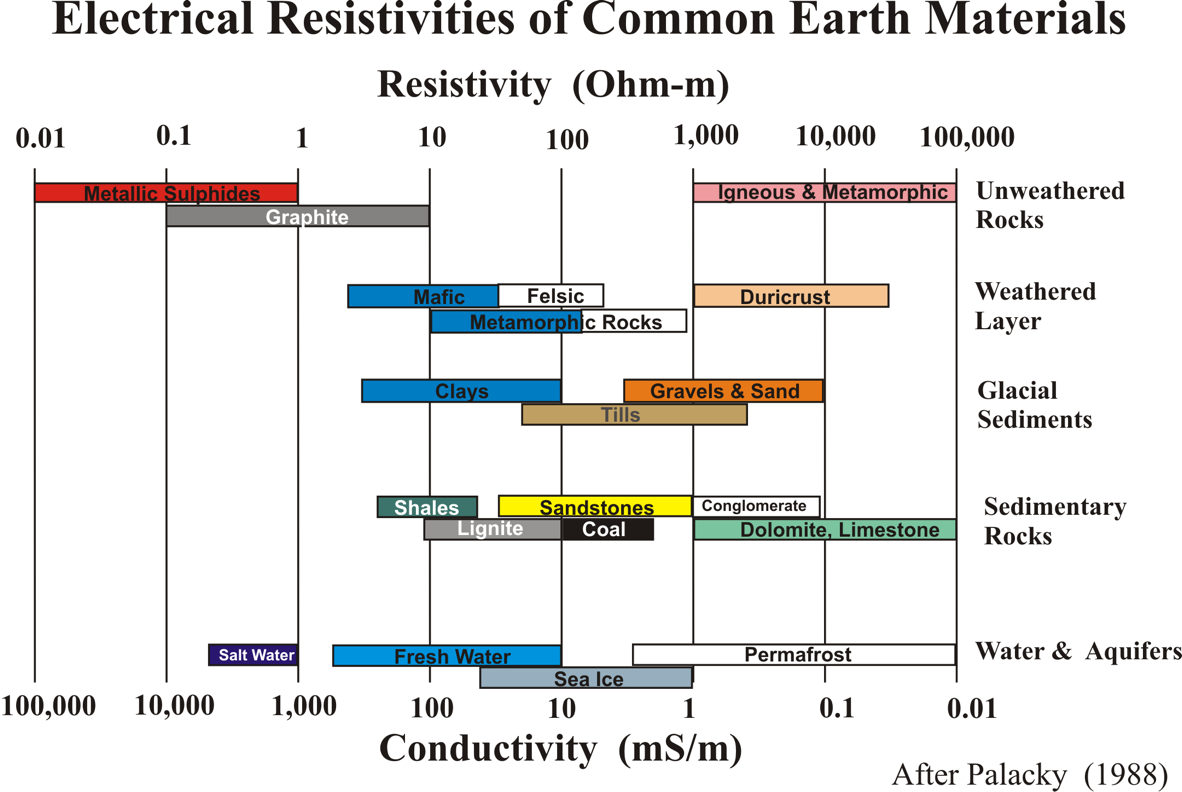 Electrical Resistivities of Common Earth Materials
Resistivity (Ohm-m)
0.01 0.1 1 10 100 1,000 10,000 100,000
Metallic Sulphides
Igneous & Metamorphic
Unweathered
Rocks
Graphite
Mafic
Felsic
Duricrust
Weathered
Layer
Metamorphic Rocks
Clays
Gravels & Sand
Glacial
Sediments
Tills
Shales
Sandstones
Conglomerate
Sedimentary
Rocks
Lignite
Coal
Dolomite, Limestone
Salt Water
Fresh Water
Permafrost
Water & Aquifers
Sea Ice
100,000 10,000 1,000 100 10 1 0.1 0.01
Conductivity (mS/m)
After Palacky (1988)